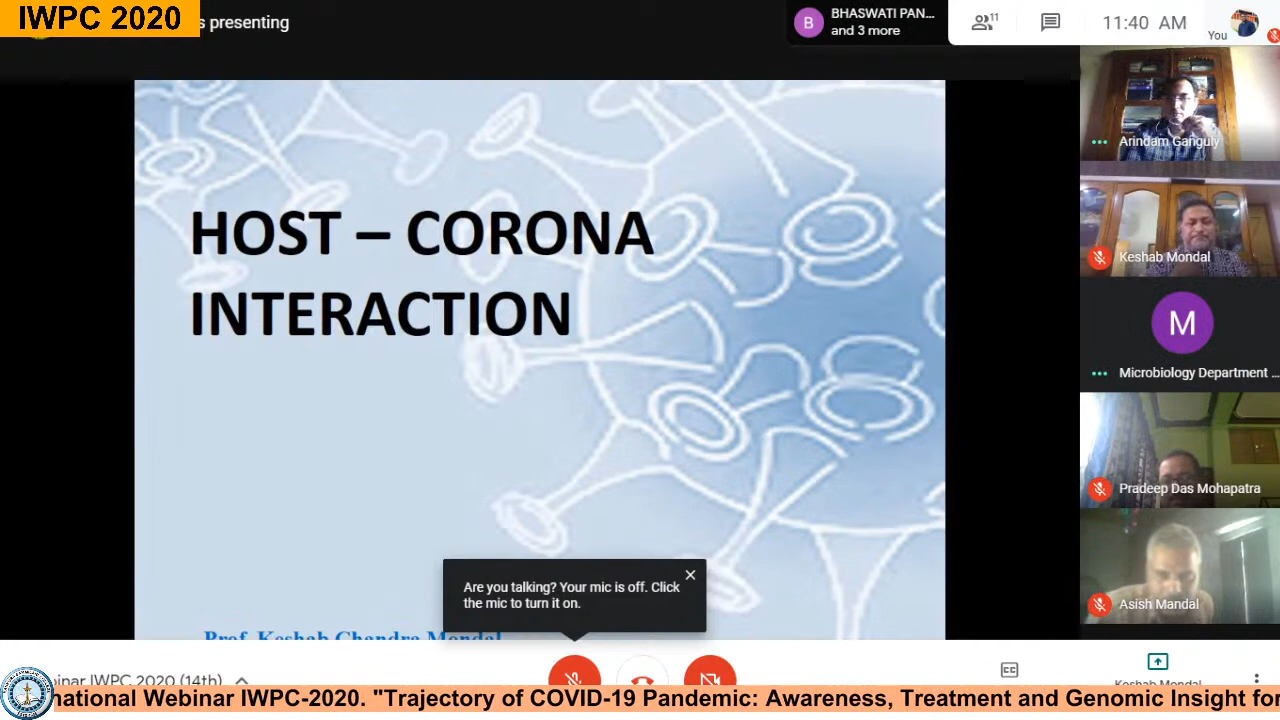 IWPC 2020
s presenting
B
BHASWATI PAN...
and 3 more
11
11:40 AM
You
Arindam Ganguly
Keshab Mondal
M
Microbiology Department ...
Pradeep Das Mohapatra
Asish Mandal
HOST – CORONA
INTERACTION
Are you talking? Your mic is off. Click
the mic to turn it on.
Prof. Keshab Chandra Mondal
inar IWPC 2020 (14th)
Keshab Mondal
national Webinar IWPC-2020. "Trajectory of COVID-19 Pandemic: Awareness, Treatment and Genomic Insight for